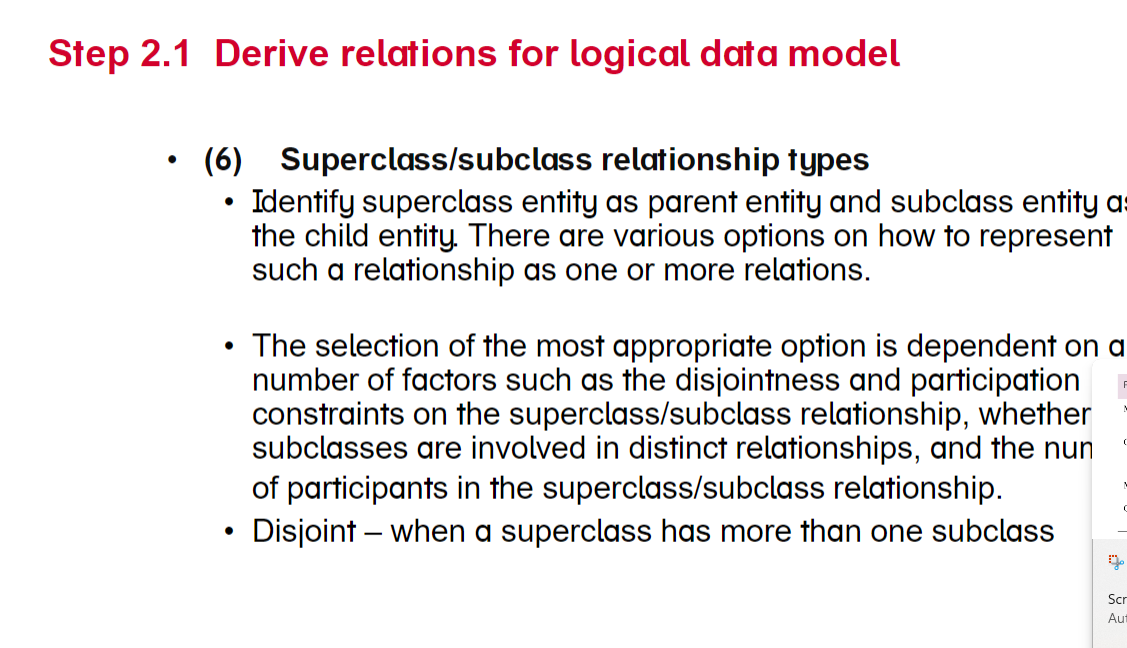 Step 2.1 Derive relations for logical data model
• (6) Superclass/subclass relationship types
• Identify superclass entity as parent entity and subclass entity as
the child entity. There are various options on how to represent
such a relationship as one or more relations.
• The selection of the most appropriate option is dependent on a
number of factors such as the disjointness and participation
constraints on the superclass/subclass relationship, whether
subclasses are involved in distinct relationships, and the num
of participants in the superclass/subclass relationship.
• Disjoint – when a superclass has more than one subclass
Scr
Aut